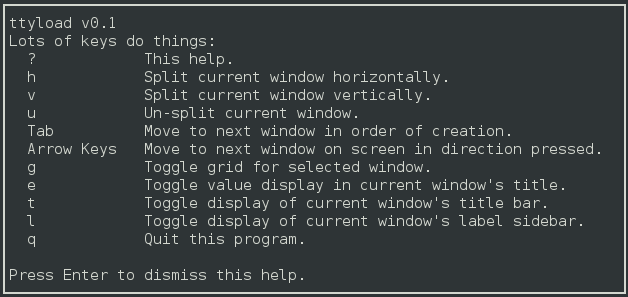 ttyload v0.1
Lots of keys do things:
  ?            This help.
  h            Split current window horizontally.
  v            Split current window vertically.
  u            Un-split current window.
  Tab          Move to next window in order of creation.
  Arrow Keys   Move to next window on screen in direction pressed.
  g            Toggle grid for selected window.
  e            Toggle value display in current window's title.
  t            Toggle display of current window's title bar.
  l            Toggle display of current window's label sidebar.
  q            Quit this program.

Press Enter to dismiss this help.